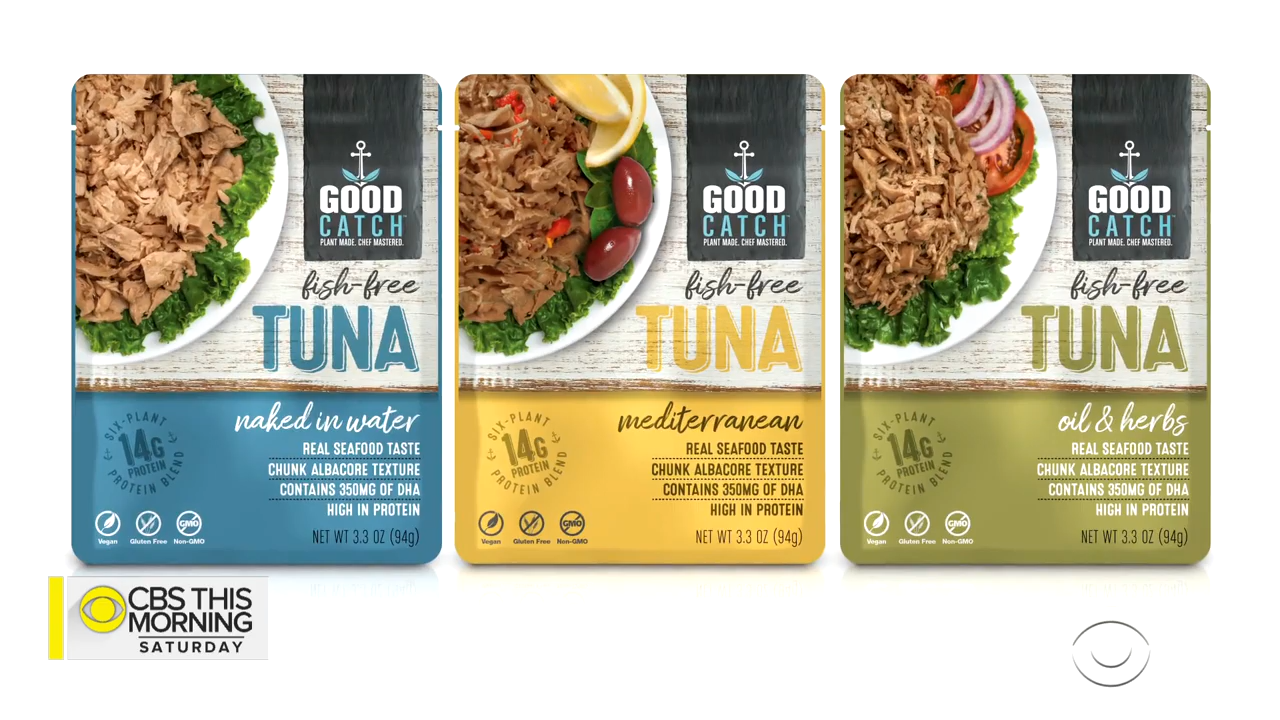 GOOD
CATCH™
PLANT MADE. CHEF MASTERED.
fish-free
TUNA
naked in water
SIX-PLANT
14G
PROTEIN
PROTEIN BLEND
REAL SEAFOOD TASTE
CHUNK ALBACORE TEXTURE
CONTAINS 350MG OF DHA
HIGH IN PROTEIN
Vegan
Gluten Free
GMO
Non-GMO
NET WT 3.3 OZ (94g)
GOOD
CATCH™
PLANT MADE. CHEF MASTERED.
fish-free
TUNA
mediterranean
SIX-PLANT
14G
PROTEIN
PROTEIN BLEND
REAL SEAFOOD TASTE
CHUNK ALBACORE TEXTURE
CONTAINS 350MG OF DHA
HIGH IN PROTEIN
Vegan
Gluten Free
GMO
Non-GMO
NET WT 3.3 OZ (94g)
GOOD
CATCH™
PLANT MADE. CHEF MASTERED.
fish-free
TUNA
oil & herbs
SIX-PLANT
14G
PROTEIN
PROTEIN BLEND
REAL SEAFOOD TASTE
CHUNK ALBACORE TEXTURE
CONTAINS 350MG OF DHA
HIGH IN PROTEIN
Vegan
Gluten Free
GMO
Non-GMO
NET WT 3.3 OZ (94g)
CBS THIS
MORNING
SATURDAY